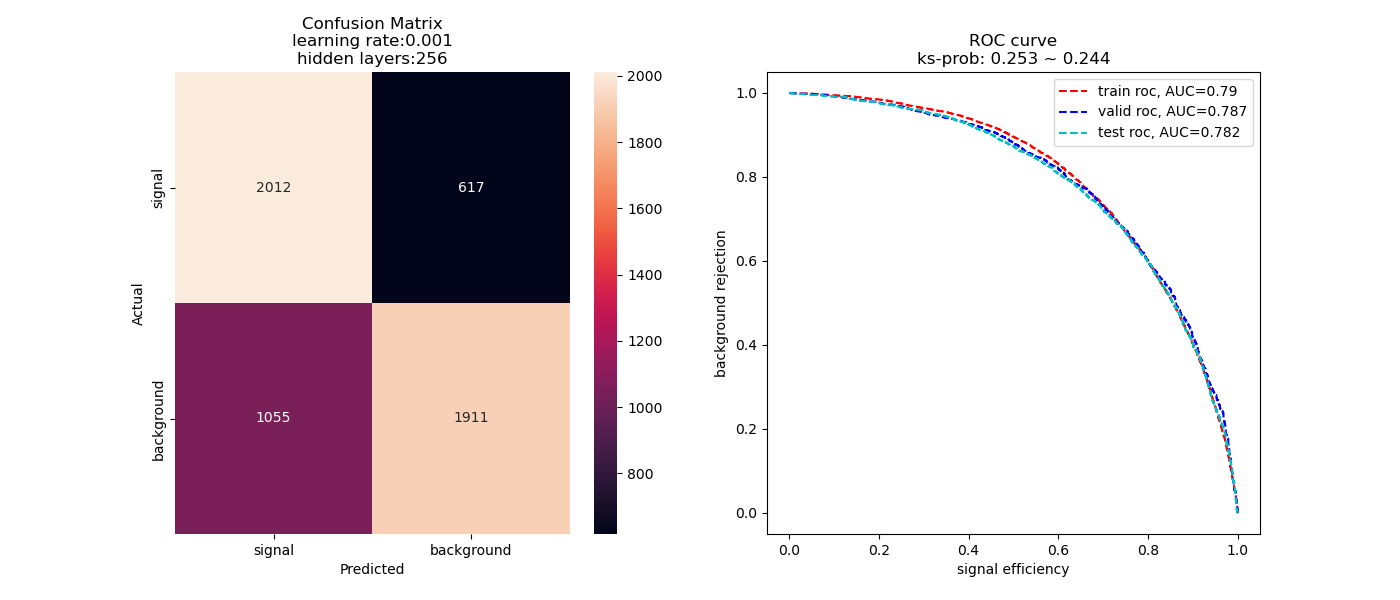 Confusion Matrix
learning rate:0.001
hidden layers:256
signal
background
Actual
2012
617
1055
1911
signal
background
Predicted
2000
1800
1600
1400
1200
1000
800
ROC curve
ks-prob: 0.253 ~ 0.244
train roc, AUC=0.79
valid roc, AUC=0.787
test roc, AUC=0.782
background rejection
1.0
0.8
0.6
0.4
0.2
0.0
0.0
0.2
0.4
0.6
0.8
1.0
signal efficiency